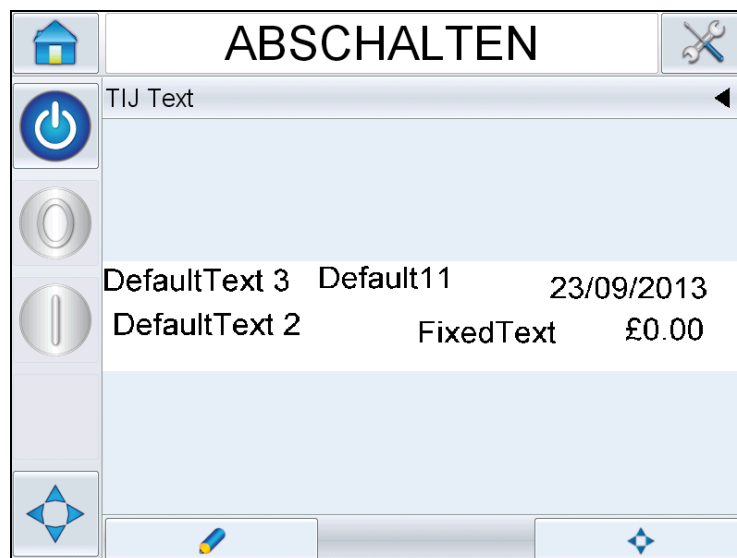 ABSCHALTEN
TIJ Text
DefaultText 3 Default11 23/09/2013
DefaultText 2 FixedText £0.00